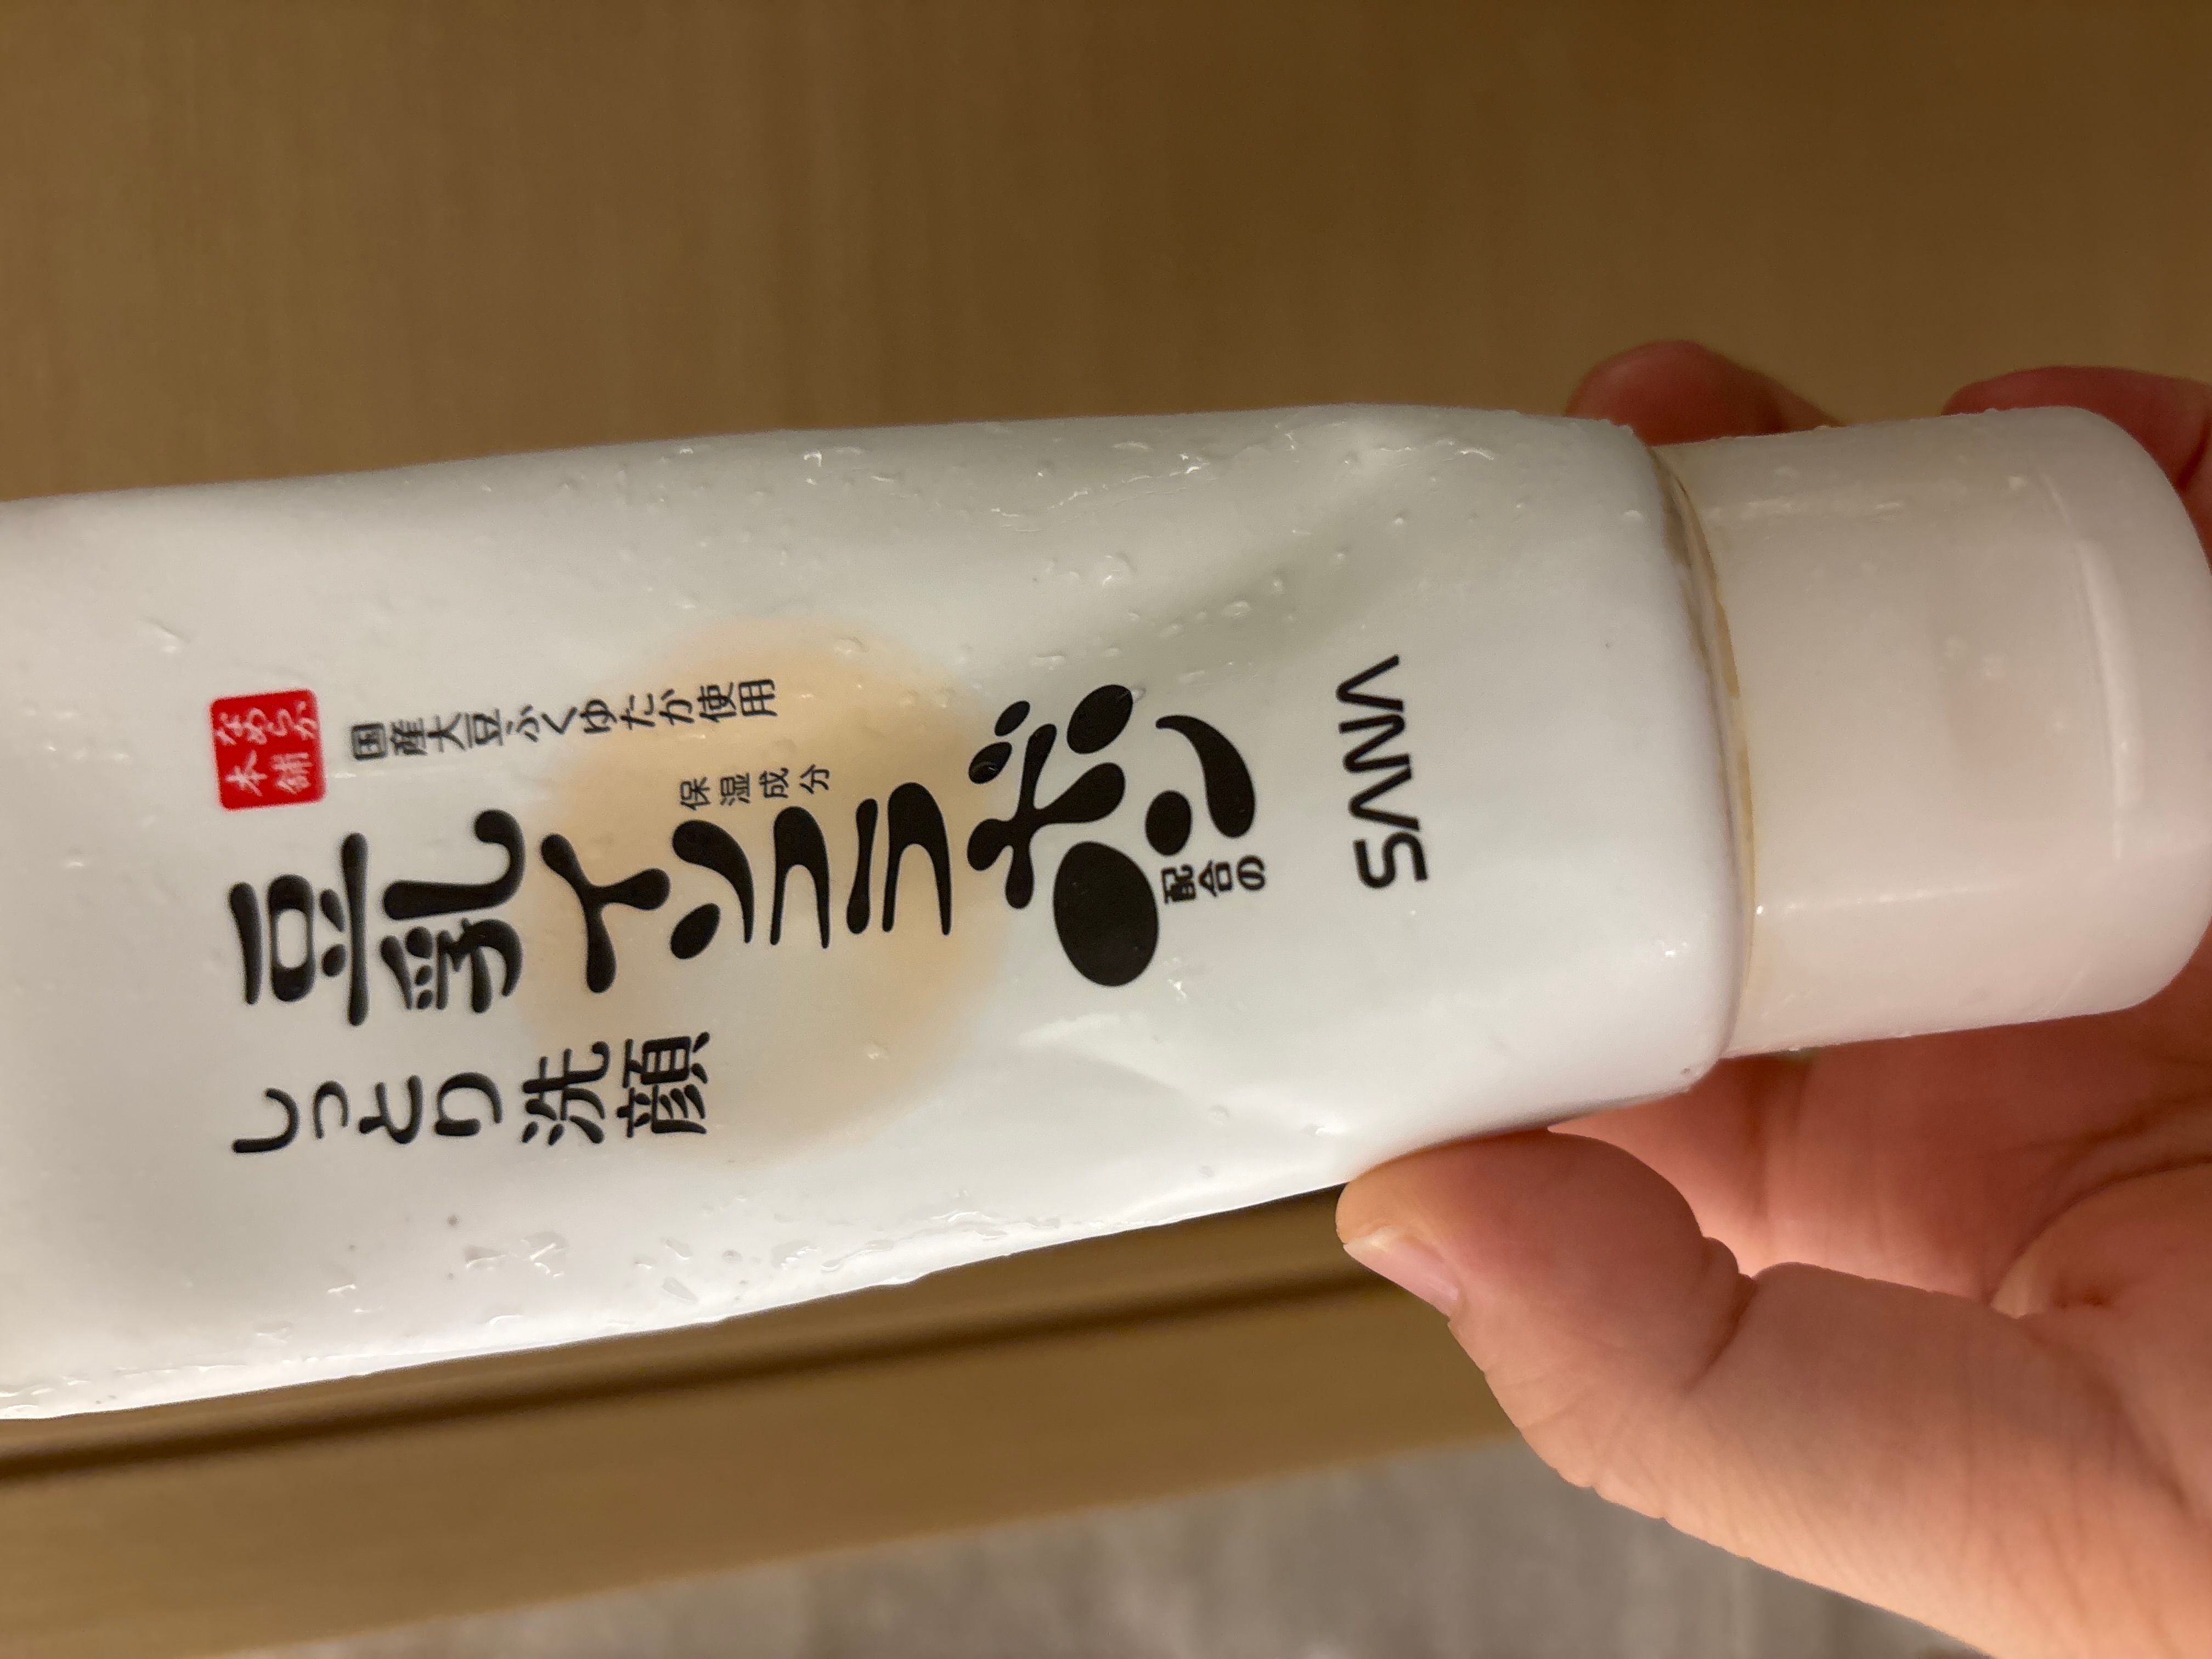 なめらか
本舗
国産大豆ふくゆたか使用
豆乳イソフラボン
保湿成分
配合の
しっとり洗顔
SANA